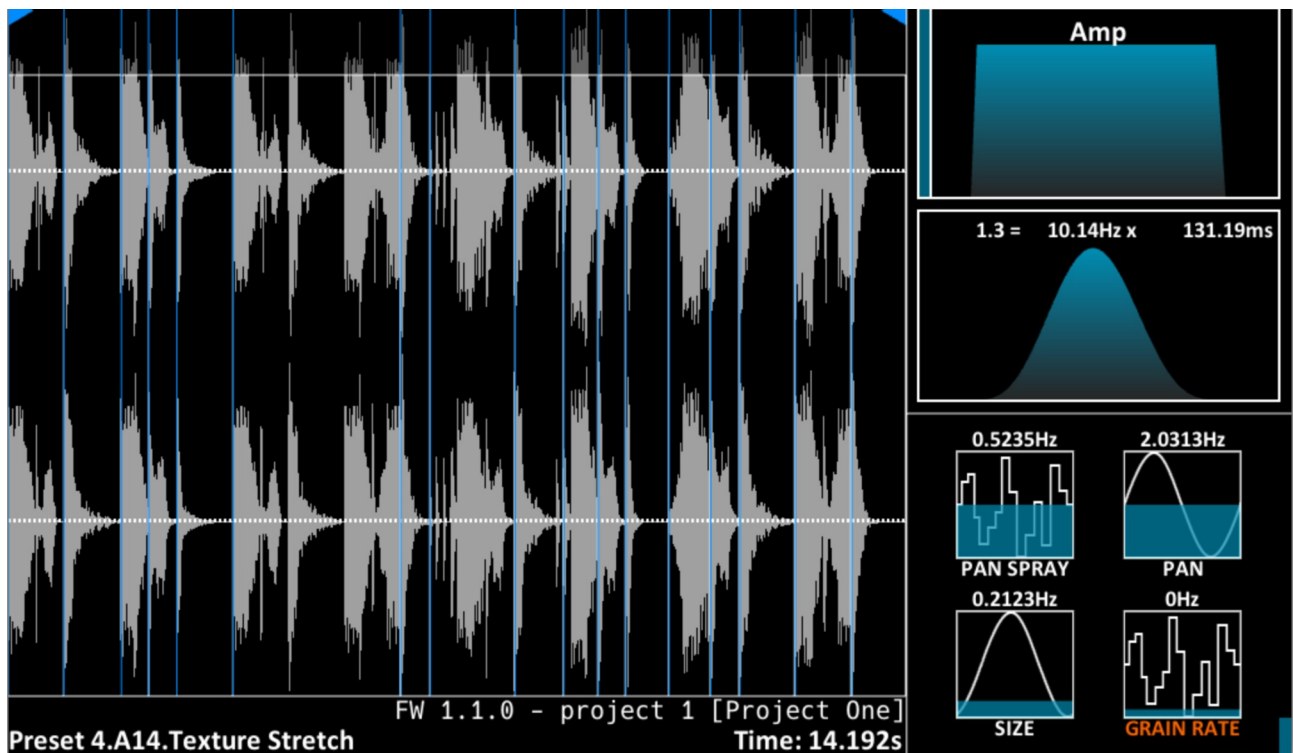 Amp
1.3 = 10.14Hz x 131.19ms
0.5235Hz 2.0313Hz
PAN SPRAY PAN
0.2123Hz 0Hz
SIZE GRAIN RATE
FW 1.1.0 – project 1 [Project One]
Preset 4.A14.Texture Stretch Time: 14.192s